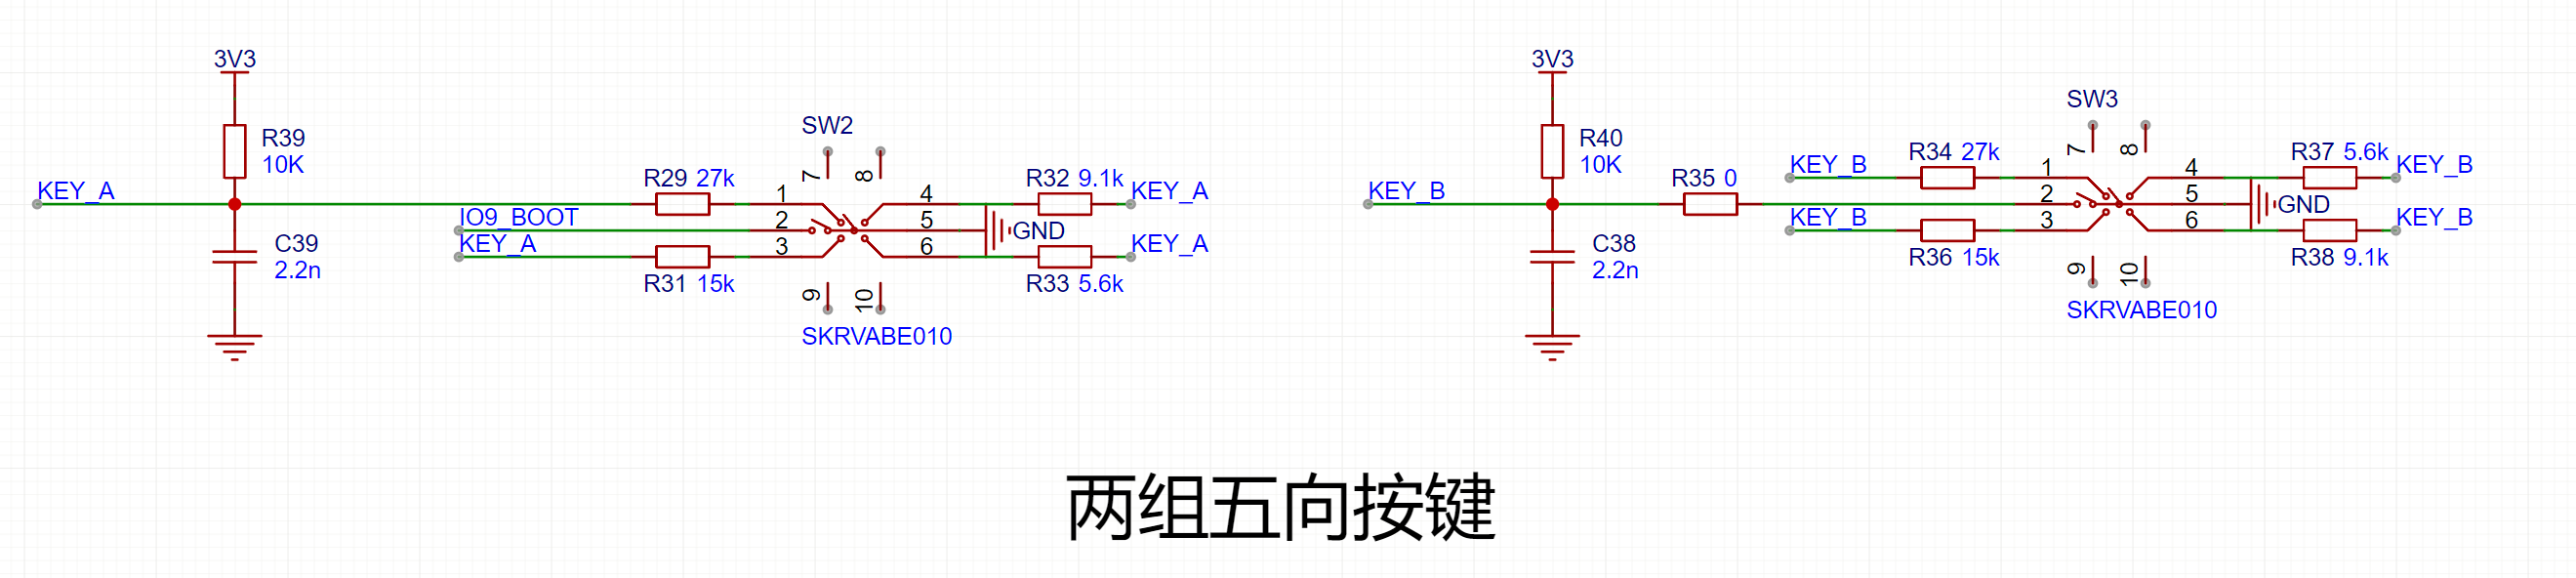 3V3
R39
10K
KEY_A
C39
2.2n
IO9_BOOT
KEY_A
R29 27k
R31 15k
SW2
7
8
1
2
3
4
5
6
9
10
SKRVABE010
R32 9.1k
KEY_A
GND
KEY_A
R33 5.6k
3V3
R40
10K
KEY_B
C38
2.2n
R35 0
KEY_B
R34 27k
KEY_B
R36 15k
SW3
7
8
1
2
3
4
5
6
9
10
SKRVABE010
R37 5.6k
KEY_B
GND
KEY_B
R38 9.1k
两组五向按键